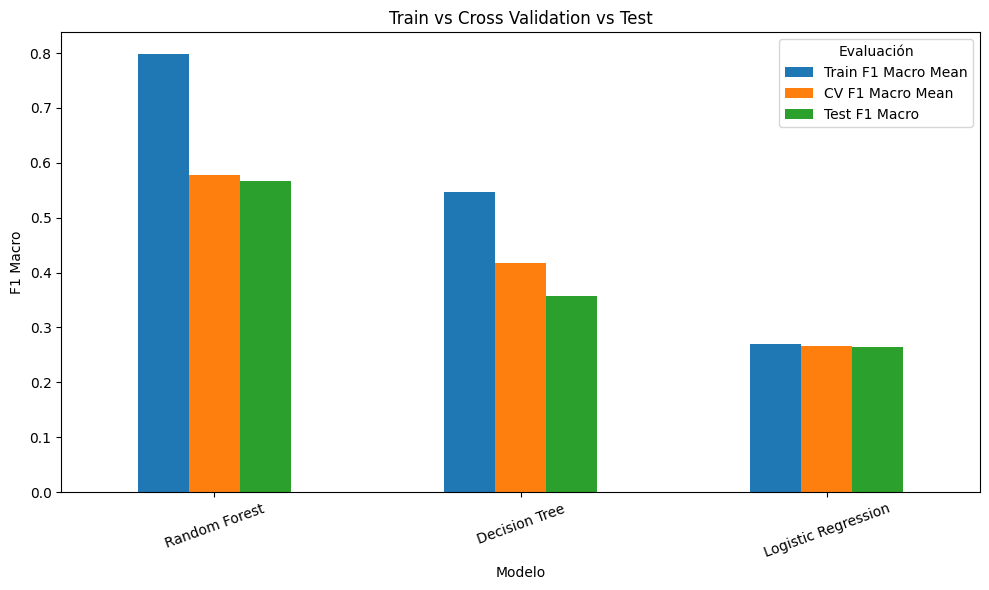 Train vs Cross Validation vs Test
Evaluación
Train F1 Macro Mean
CV F1 Macro Mean
Test F1 Macro
F1 Macro
0.8
0.7
0.6
0.5
0.4
0.3
0.2
0.1
0.0
Random Forest
Decision Tree
Logistic Regression
Modelo